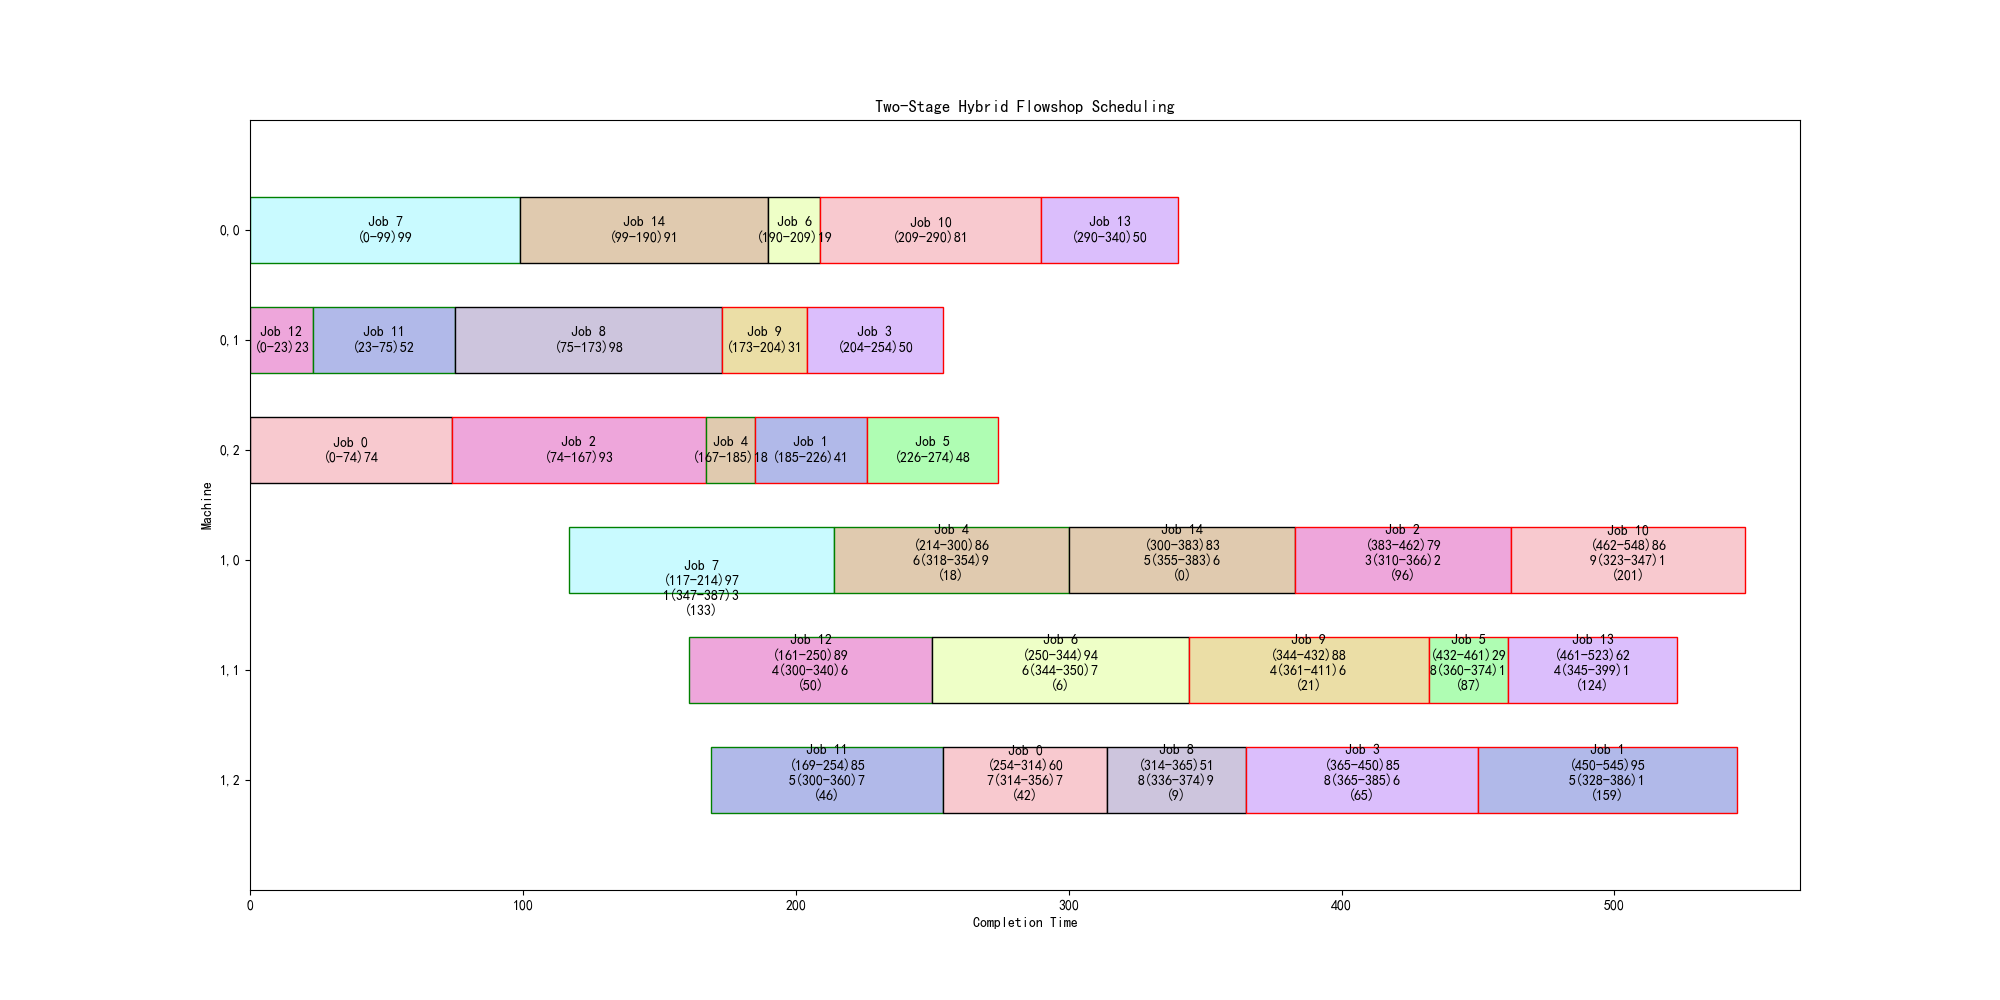 Two-Stage Hybrid Flowshop Scheduling
0,0
Job 7
(0-99)99
Job 14
(99-190)91
Job 6
(190-209)19
Job 10
(209-290)81
Job 13
(290-340)50
0,1
Job 12
(0-23)23
Job 11
(23-75)52
Job 8
(75-173)98
Job 9
(173-204)31
Job 3
(204-254)50
0,2
Job 0
(0-74)74
Job 2
(74-167)93
Job 4
(167-185)18
Job 1
(185-226)41
Job 5
(226-274)48
Machine
1,0
Job 7
(117-214)97
1(347-387)3
(133)
Job 4
(214-300)86
6(318-354)9
(18)
Job 14
(300-383)83
5(355-383)6
(0)
Job 2
(383-462)79
3(310-366)2
(96)
Job 10
(462-548)86
9(323-347)1
(201)
1,1
Job 12
(161-250)89
4(300-340)6
(50)
Job 6
(250-344)94
6(344-350)7
(6)
Job 9
(344-432)88
4(361-411)6
(21)
Job 5
(432-461)29
8(360-374)1
(87)
Job 13
(461-523)62
4(345-399)1
(124)
1,2
Job 11
(169-254)85
5(300-360)7
(46)
Job 0
(254-314)60
7(314-356)7
(42)
Job 8
(314-365)51
8(336-374)9
(9)
Job 3
(365-450)85
8(365-385)6
(65)
Job 1
(450-545)95
5(328-386)1
(159)
0
100
200
300
400
500
Completion Time